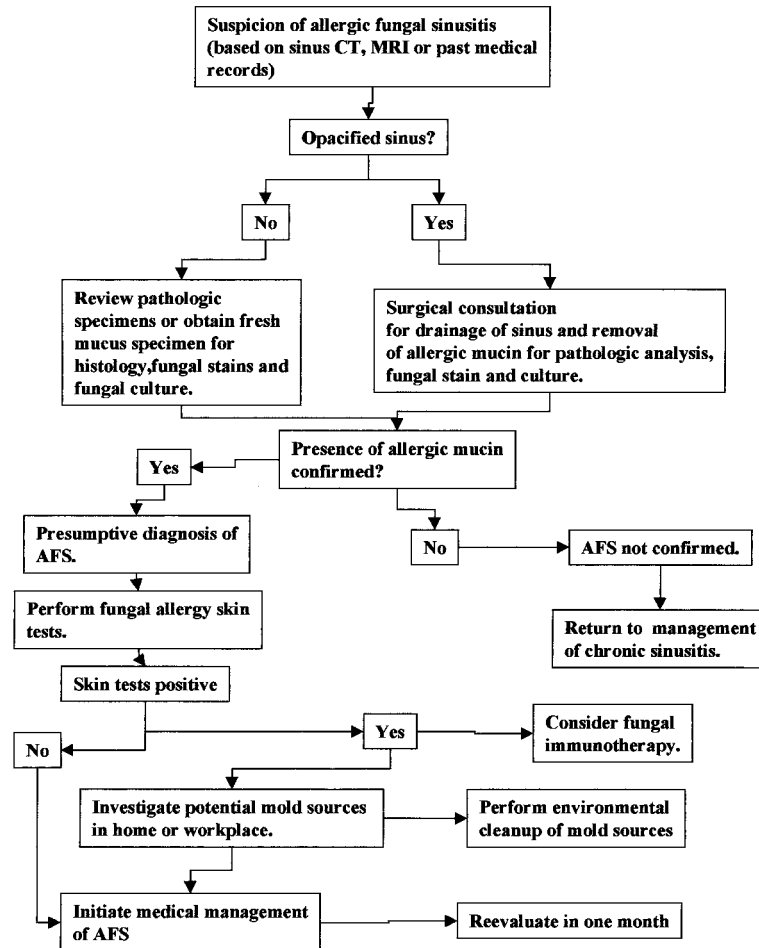 Suspicion of allergic fungal sinusitis
(based on sinus CT, MRI or past medical
records)
Opacified sinus?
No
Yes
Review pathologic
specimens or obtain fresh
mucus specimen for
histology,fungal stains and
fungal culture.
Surgical consultation
for drainage of sinus and removal
of allergic mucin for pathologic analysis,
fungal stain and culture.
Presence of allergic mucin
confirmed?
Yes
No
Presumptive diagnosis of
AFS.
AFS not confirmed.
Perform fungal allergy skin
tests.
Return to management
of chronic sinusitis.
Skin tests positive
No
Yes
Consider fungal
immunotherapy.
Investigate potential mold sources
in home or workplace.
Perform environmental
cleanup of mold sources
Initiate medical management
of AFS
Reevaluate in one month